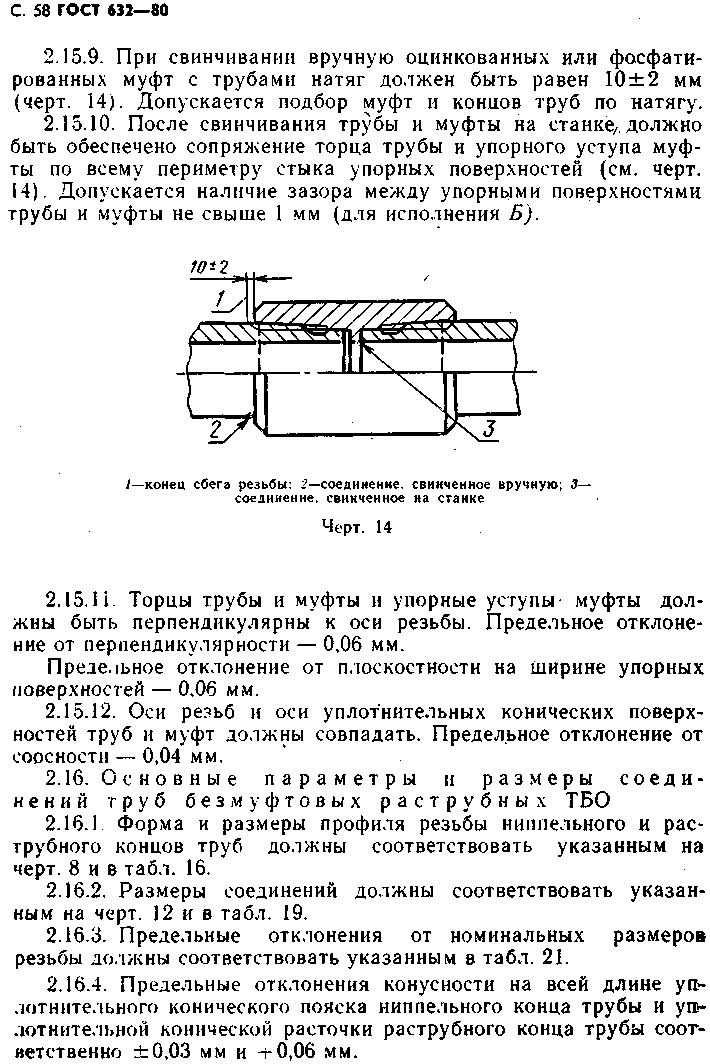 С. 58 ГОСТ 632—80
2.15.9. При свинчивании вручную оцинкованных или фосфати-
рованных муфт с трубами натяг должен быть равен 10±2 мм
(черт. 14). Допускается подбор муфт и концов труб по натягу.
2.15.10. После свинчивания трубы и муфты на станке, должно
быть обеспечено сопряжение торца трубы и упорного уступа муф-
ты по всему периметру стыка упорных поверхностей (см. черт.
14). Допускается наличие зазора между упорными поверхностями
трубы и муфты не свыше 1 мм (для исполнения Б).
10±2
1
2
3
1—конец сбега резьбы; 2—соединение, свинченное вручную; 3—
соединение, свинченное на станке
Черт. 14
2.15.11. Торцы трубы и муфты и упорные уступы муфты дол-
жны быть перпендикулярны к оси резьбы. Предельное отклоне-
ние от перпендикулярности — 0,06 мм.
Предельное отклонение от плоскостности на ширине упорных
поверхностей — 0,06 мм.
2.15.12. Оси резьб и оси уплотнительных конических поверх-
ностей труб и муфт должны совпадать. Предельное отклонение от
соосности — 0,04 мм.
2.16. Основные параметры и размеры соеди-
нений труб безмуфтовых раструбных ТБО
2.16.1 Форма и размеры профиля резьбы ниппельного и рас-
трубного концов труб должны соответствовать указанным на
черт. 8 и в табл. 16.
2.16.2. Размеры соединений должны соответствовать указан-
ным на черт. 12 и в табл. 19.
2.16.3. Предельные отклонения от номинальных размеров
резьбы должны соответствовать указанным в табл. 21.
2.16.4. Предельные отклонения конусности на всей длине уп-
лотнительного конического пояска ниппельного конца трубы и уп-
лотнительной конической расточки раструбного конца трубы соот-
ветственно ±0,03 мм и +0,06 мм.